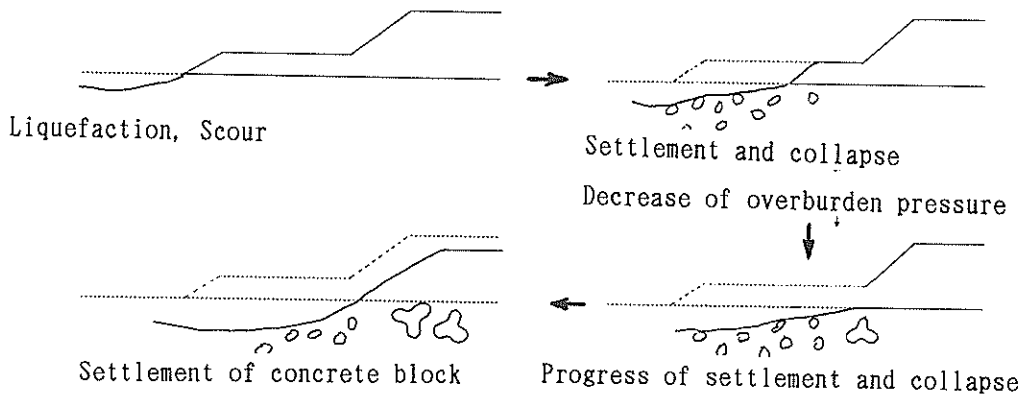 Liquefaction, Scour
Settlement and collapse
Decrease of overburden pressure
Progress of settlement and collapse
Settlement of concrete block